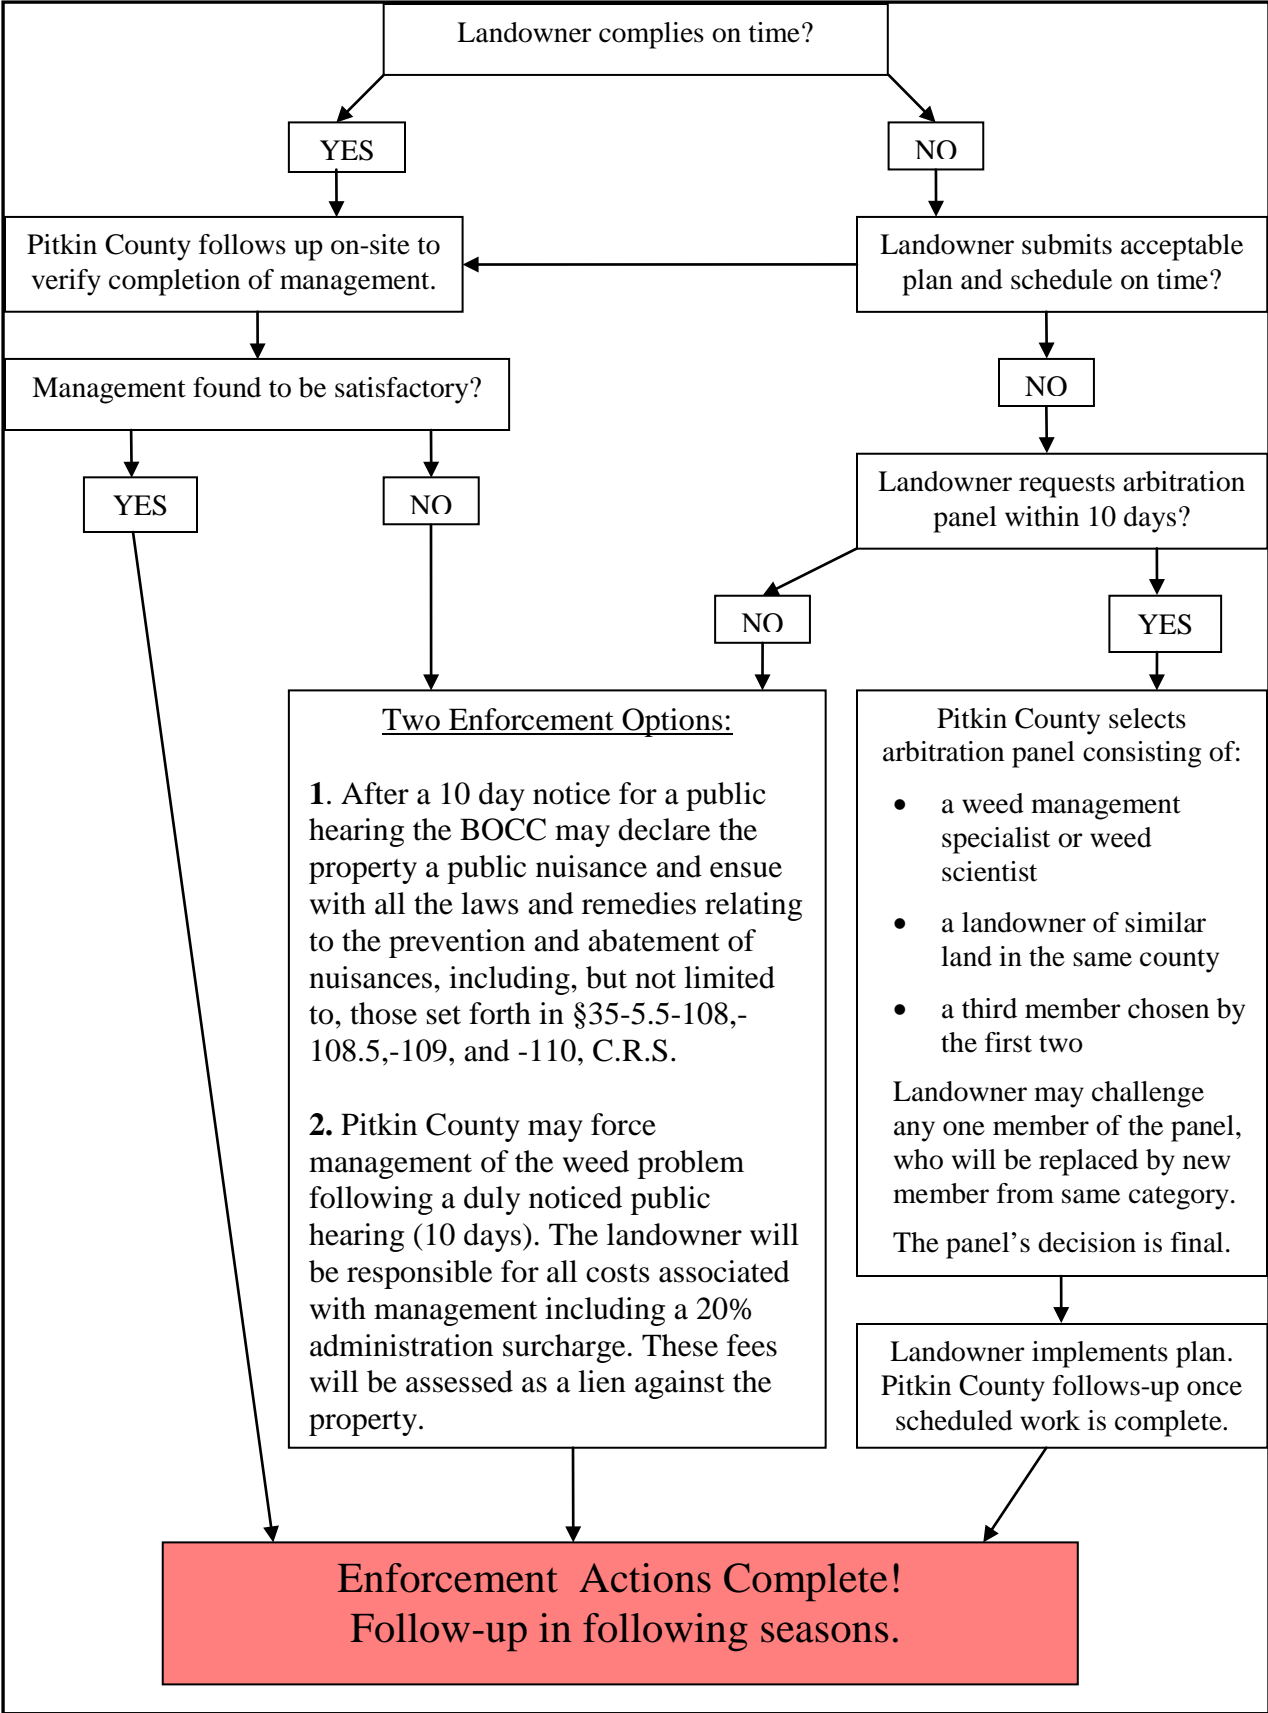 Landowner complies on time?
YES
NO
Pitkin County follows up on-site to
verify completion of management.
Landowner submits acceptable
plan and schedule on time?
Management found to be satisfactory?
NO
YES
NO
Landowner requests arbitration
panel within 10 days?
NO
YES
Two Enforcement Options:
1. After a 10 day notice for a public
hearing the BOCC may declare the
property a public nuisance and ensue
with all the laws and remedies relating
to the prevention and abatement of
nuisances, including, but not limited
to, those set forth in §35-5.5-108,-
108.5,-109, and -110, C.R.S.
2. Pitkin County may force
management of the weed problem
following a duly noticed public
hearing (10 days). The landowner will
be responsible for all costs associated
with management including a 20%
administration surcharge. These fees
will be assessed as a lien against the
property.
Pitkin County selects
arbitration panel consisting of:
• a weed management
specialist or weed
scientist
• a landowner of similar
land in the same county
• a third member chosen by
the first two
Landowner may challenge
any one member of the panel,
who will be replaced by new
member from same category.
The panel's decision is final.
Landowner implements plan.
Pitkin County follows-up once
scheduled work is complete.
Enforcement Actions Complete!
Follow-up in following seasons.